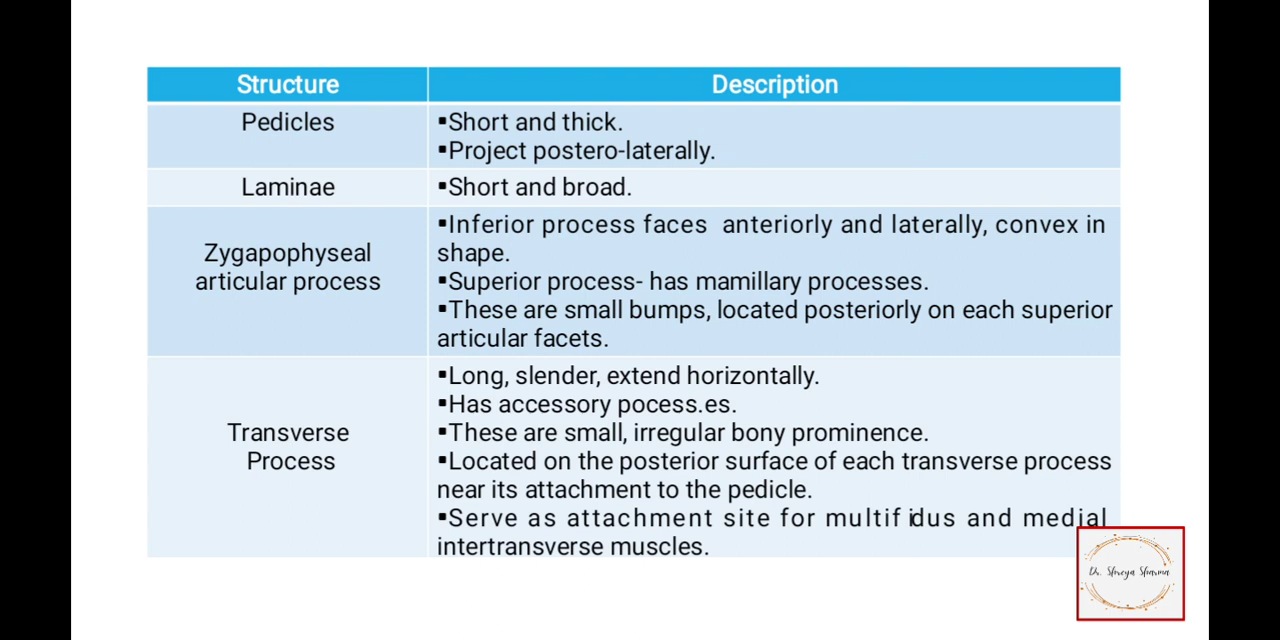 Structure
Description
Pedicles
▪Short and thick.
▪Project postero-laterally.
Laminae
▪Short and broad.
Zygapophyseal
articular process
▪Inferior process faces anteriorly and laterally, convex in
shape.
▪Superior process- has mamillary processes.
▪These are small bumps, located posteriorly on each superior
articular facets.
Transverse
Process
▪Long, slender, extend horizontally.
▪Has accessory pocess.es.
▪These are small, irregular bony prominence.
▪Located on the posterior surface of each transverse process
near its attachment to the pedicle.
▪Serve as attachment site for multifidus and medial
intertransverse muscles.
Dr. Shreya Sharma